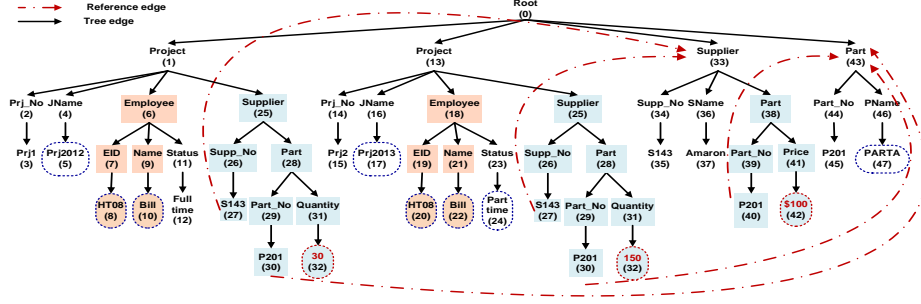 Reference edge
Tree edge
Root
(0)
Project
(1)
Project
(13)
Supplier
(33)
Part
(43)
Prj_No
(2)
JName
(4)
Employee
(6)
Supplier
(25)
Prj_No
(14)
JName
(16)
Employee
(18)
Supplier
(25)
Supp_No
(34)
SName
(36)
Part
(38)
Part_No
(44)
PName
(46)
Prj1
(3)
Prj2012
(5)
EID
(7)
Name
(9)
Status
(11)
Supp_No
(26)
Part
(28)
Prj2
(15)
Prj2013
(17)
EID
(19)
Name
(21)
Status
(23)
Supp_No
(26)
Part
(28)
S143
(35)
Amaron.
(37)
Part_No
(39)
Price
(41)
P201
(45)
PARTA
(47)
HT08
(8)
Bill
(10)
Full
time
(12)
S143
(27)
Part_No
(29)
Quantity
(31)
HT08
(20)
Bill
(22)
Part
time
(24)
S143
(27)
Part_No
(29)
Quantity
(31)
P201
(40)
$100
(42)
P201
(30)
30
(32)
P201
(30)
150
(32)